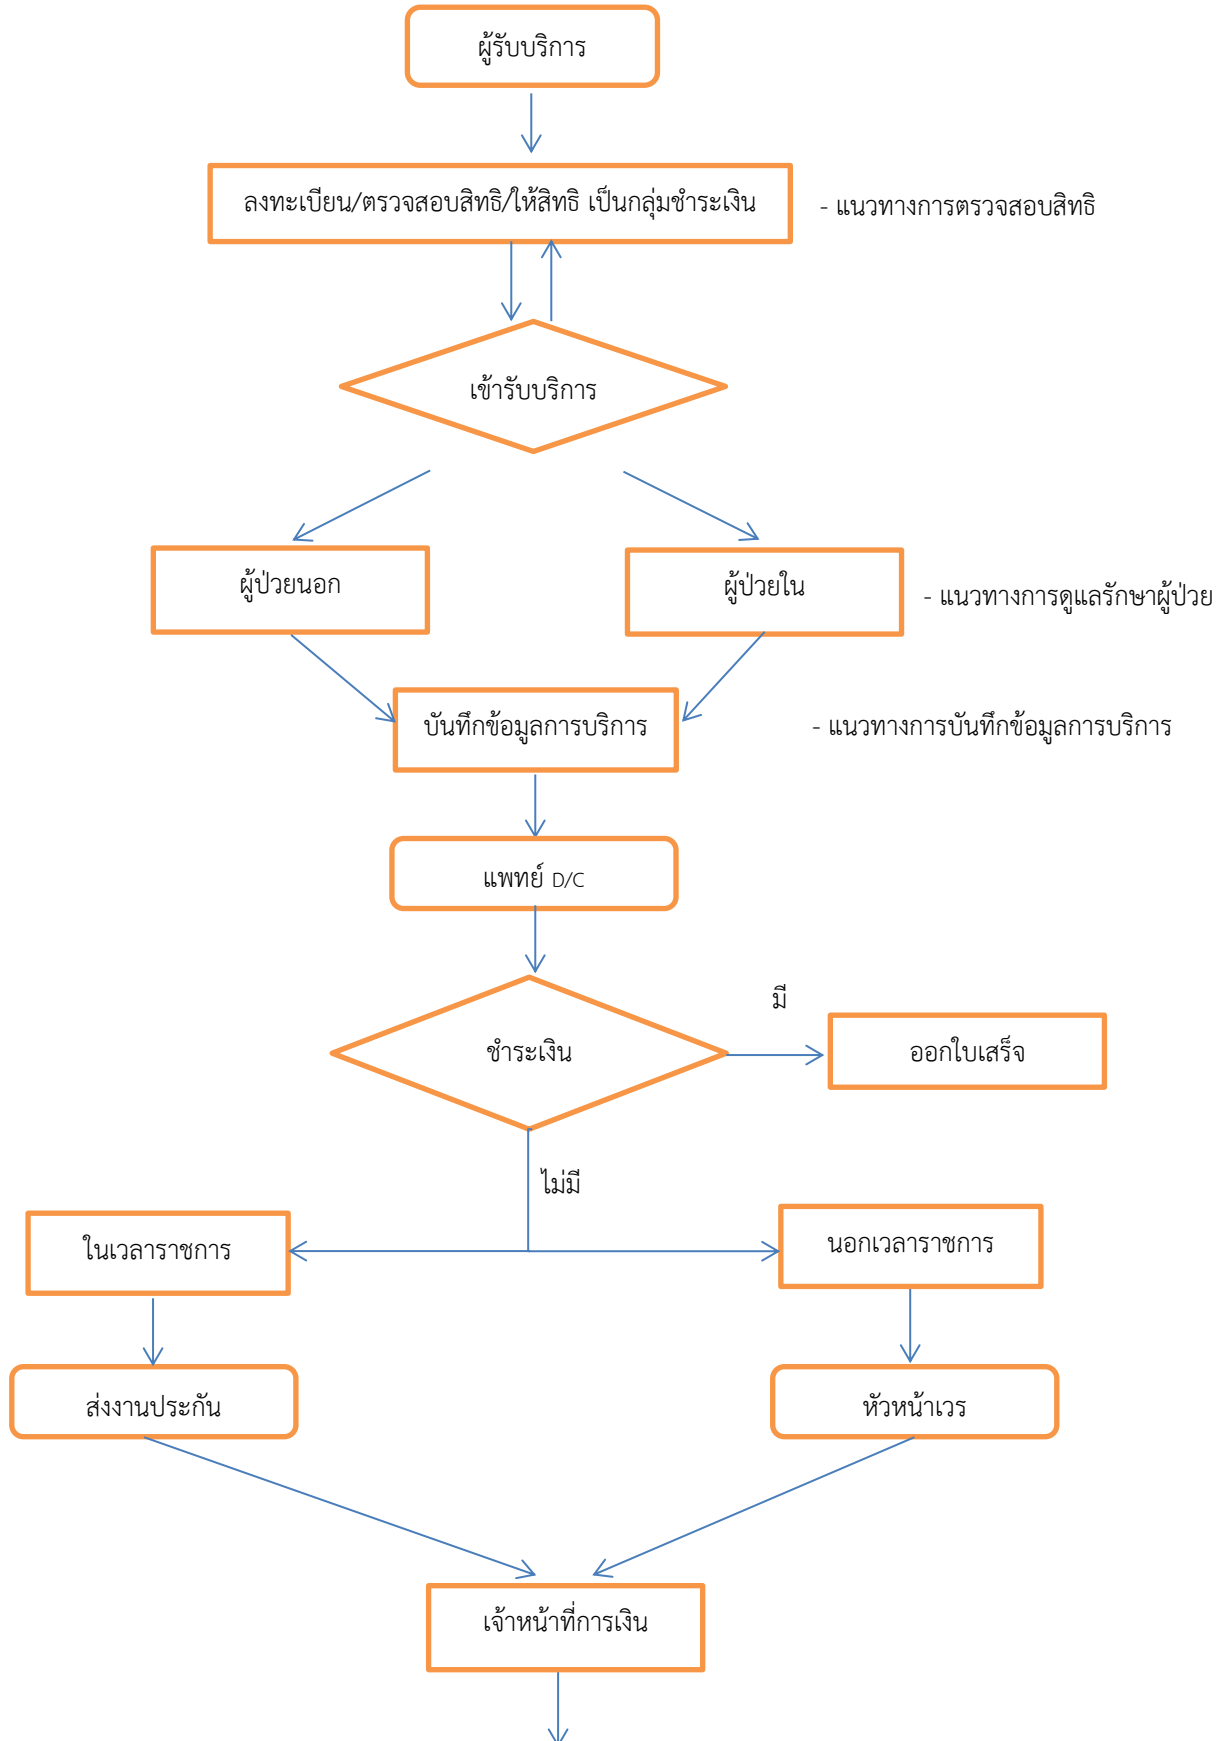 ผู้รับบริการ
ลงทะเบียน/ตรวจสอบสิทธิ/ให้สิทธิ เป็นกลุ่มชำระเงิน
- แนวทางการตรวจสอบสิทธิ
เข้ารับบริการ
ผู้ป่วยนอก
ผู้ป่วยใน
- แนวทางการดูแลรักษาผู้ป่วย
บันทึกข้อมูลการบริการ
- แนวทางการบันทึกข้อมูลการบริการ
แพทย์ D/C
มี
ชำระเงิน
ออกใบเสร็จ
ไม่มี
ในเวลาราชการ
นอกเวลาราชการ
ส่งงานประกัน
หัวหน้าเวร
เจ้าหน้าที่การเงิน